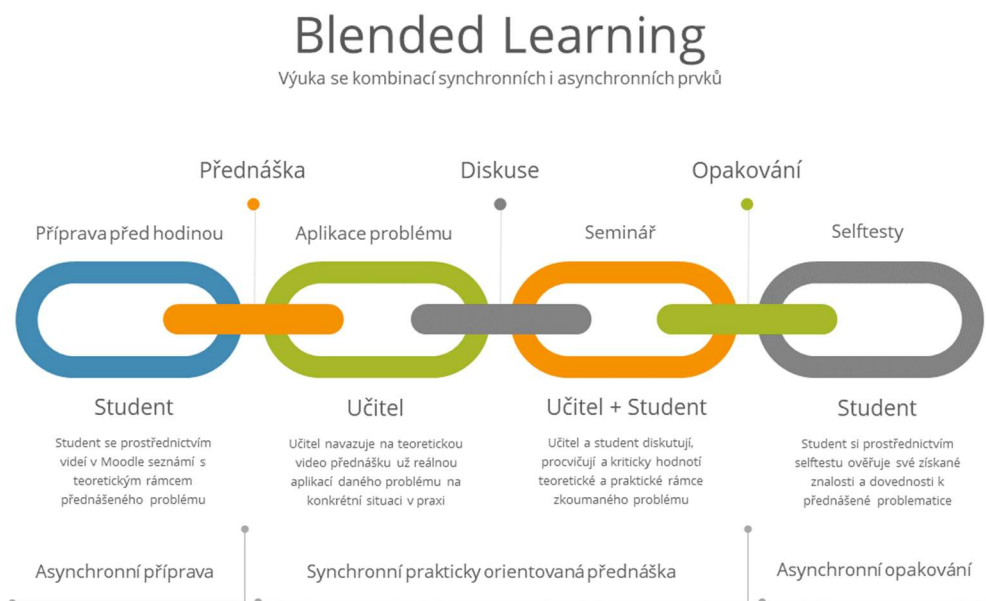 Blended Learning
Výuka se kombinací synchronních i asynchronních prvků
Přednáška
Diskuse
Opakování
Příprava před hodinou
Aplikace problému
Seminář
Selftesty
Student
Student se prostřednictvím
videí v Moodle seznámí s
teoretickým rámcem
přednášeného problému
Učitel
Učitel navazuje na teoretickou
video přednášku už reálnou
aplikací daného problému na
konkrétní situaci v praxi
Učitel + Student
Učitel a student diskutují,
procvičují a kriticky hodnotí
teoretické a praktické rámce
zkoumaného problému
Student
Student si prostřednictvím
selftestu ověřuje své získané
znalosti a dovednosti k
přednášené problematice
Asynchronní příprava
Synchronní prakticky orientovaná přednáška
Asynchronní opakování